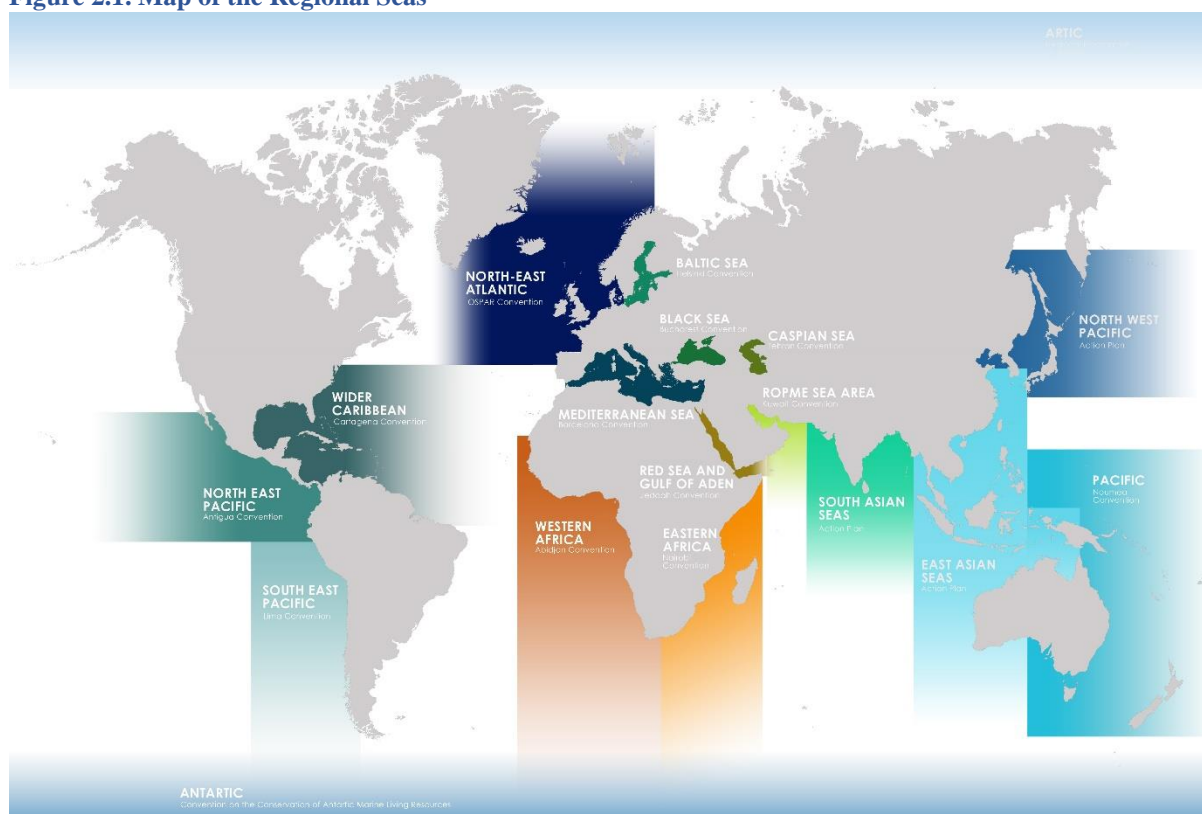 Figure 2.1. Map of the Regional Seas
ARTIC
NORTH-EAST
ATLANTIC
OSPAR Convention
BALTIC SEA
Helsinki Convention
BLACK SEA
Bucharest Convention
CASPIAN SEA
Tehran Convention
NORTH WEST
PACIFIC
Action Plan
WIDER
CARIBBEAN
Cartagena Convention
MEDITERRANEAN SEA
Barcelona Convention
ROPME SEA AREA
Kuwait Convention
NORTH EAST
PACIFIC
Antigua Convention
RED SEA AND
GULF OF ADEN
Jeddah Convention
SOUTH ASIAN
SEAS
Action Plan
PACIFIC
Noumea
Convention
WESTERN
AFRICA
Abidjan Convention
EASTERN
AFRICA
Nairobi
Convention
EAST ASIAN
SEAS
Action Plan
SOUTH EAST
PACIFIC
Lima Convention
ANTARTIC
Convention on the Conservation of Antartic Marine Living Resources